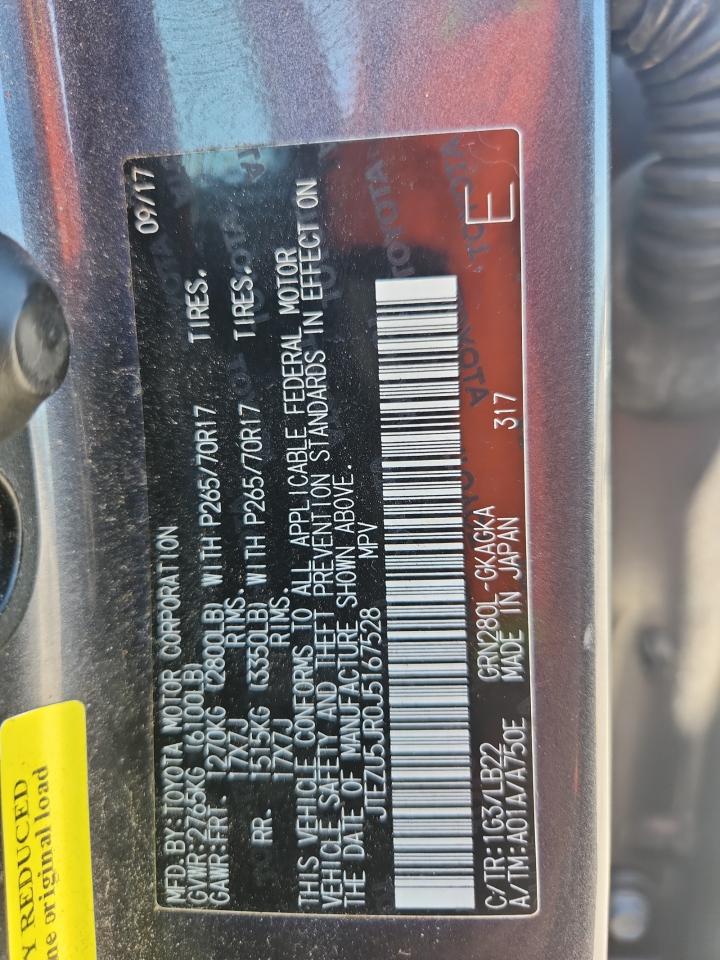 MFD.BY:TOYOTA MOTOR CORPORATION 09/17
GVWR:2765KG (6100LB)
GAWR:FRT. 1270KG (2800LB) WITH P265/70R17 TIRES.
17X7J RIMS.
RR. 1515KG (3350LB) WITH P265/70R17 TIRES.
17X7J RIMS.
THIS VEHICLE CONFORMS TO ALL APPLICABLE FEDERAL MOTOR
VEHICLE SAFETY AND THEFT PREVENTION STANDARDS IN EFFECT ON
THE DATE OF MANUFACTURE SHOWN ABOVE.
JTEZU5JR0J5167528 MPV
C/TR:1G3/LB22 GRN280L-GKAGKA 317 E
A/TM:A01A/A750E MADE IN JAPAN
Y REDUCED
ne original load
TOYOTA